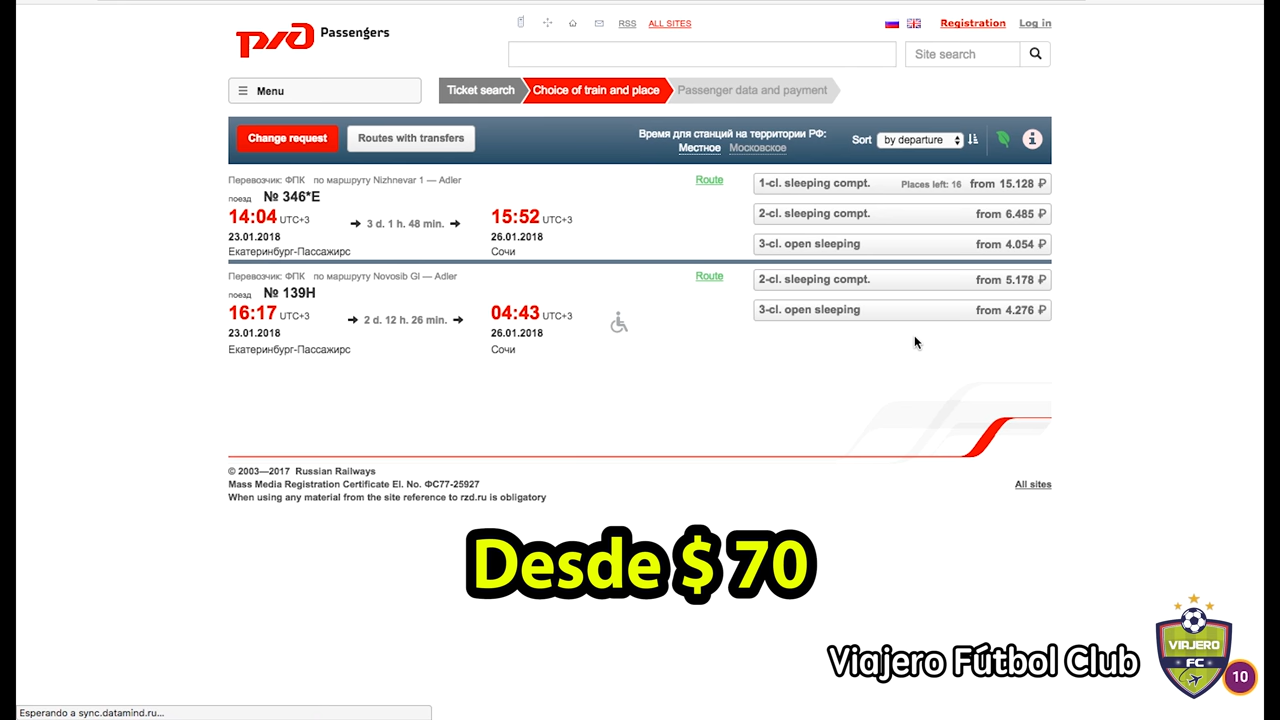 РЖД Passengers
RSS ALL SITES
Registration Log in
Site search
Menu
Ticket search Choice of train and place Passenger data and payment
Change request Routes with transfers
Время для станций на территории РФ:
Местное Московское
Sort by departure
Перевозчик: ФПК по маршруту Nizhnevar 1 — Adler
Route
поезд № 346*Е
14:04 UTC+3 3 d. 1 h. 48 min. 15:52 UTC+3
23.01.2018 26.01.2018
Екатеринбург-Пассажирс Сочи
1-cl. sleeping compt. Places left: 16 from 15.128 ₽
2-cl. sleeping compt. from 6.485 ₽
3-cl. open sleeping from 4.054 ₽
Перевозчик: ФПК по маршруту Novosib Gl — Adler
Route
поезд № 139Н
16:17 UTC+3 2 d. 12 h. 26 min. 04:43 UTC+3
23.01.2018 26.01.2018
Екатеринбург-Пассажирс Сочи
2-cl. sleeping compt. from 5.178 ₽
3-cl. open sleeping from 4.276 ₽
© 2003—2017 Russian Railways
Mass Media Registration Certificate El. No. ФС77-25927
When using any material from the site reference to rzd.ru is obligatory
All sites
Desde $ 70
Viajero Fútbol Club
VIAJERO
FC
10
Esperando a sync.datamind.ru...